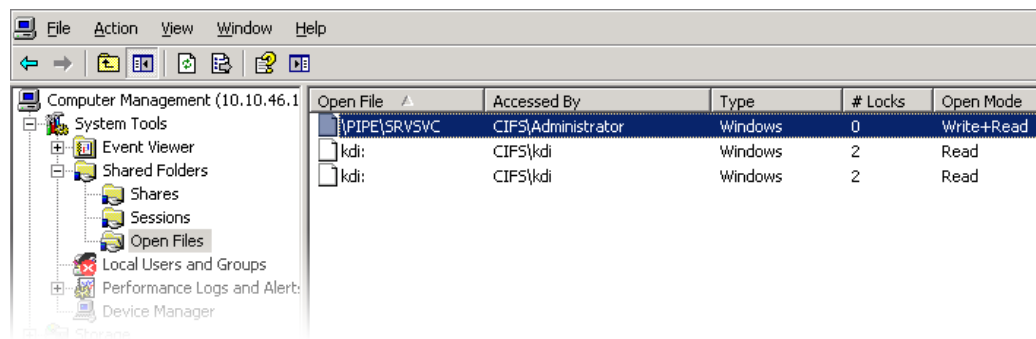 File Action View Window Help
Computer Management (10.10.46.1
System Tools
Event Viewer
Shared Folders
Shares
Sessions
Open Files
Local Users and Groups
Performance Logs and Alert:
Device Manager
Storage
Open File Accessed By Type # Locks Open Mode
\PIPE\SRVSVC CIFS\Administrator Windows 0 Write+Read
kdi: CIFS\kdi Windows 2 Read
kdi: CIFS\kdi Windows 2 Read